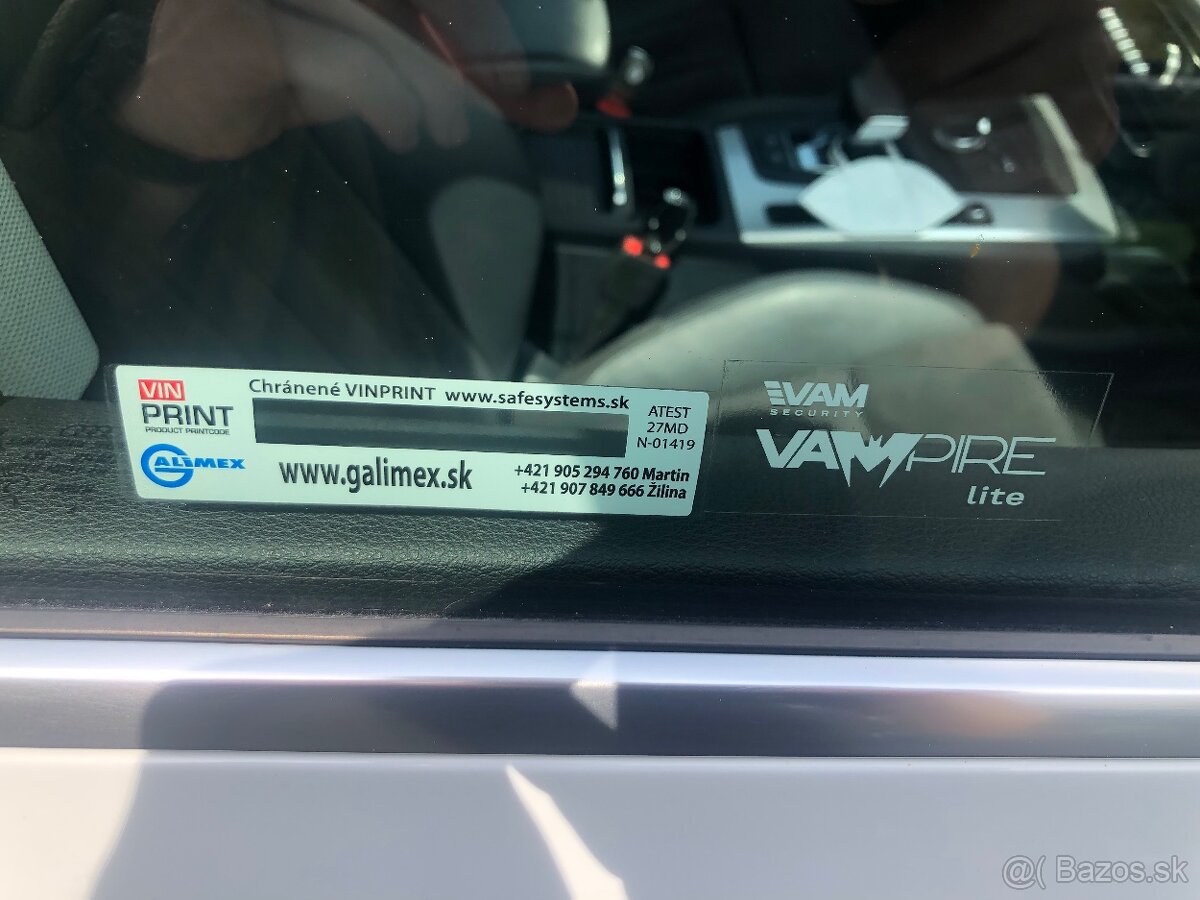 VIN
PRINT
PRODUCT PRINTCODE
Chránené VINPRINT www.safesystems.sk
ATEST
27MD
N-01419
GALIMEX
www.galimex.sk
+421 905 294 760 Martin
+421 907 849 666 Žilina
VAM
SECURITY
VAMPIRE
lite
@( Bazos.sk